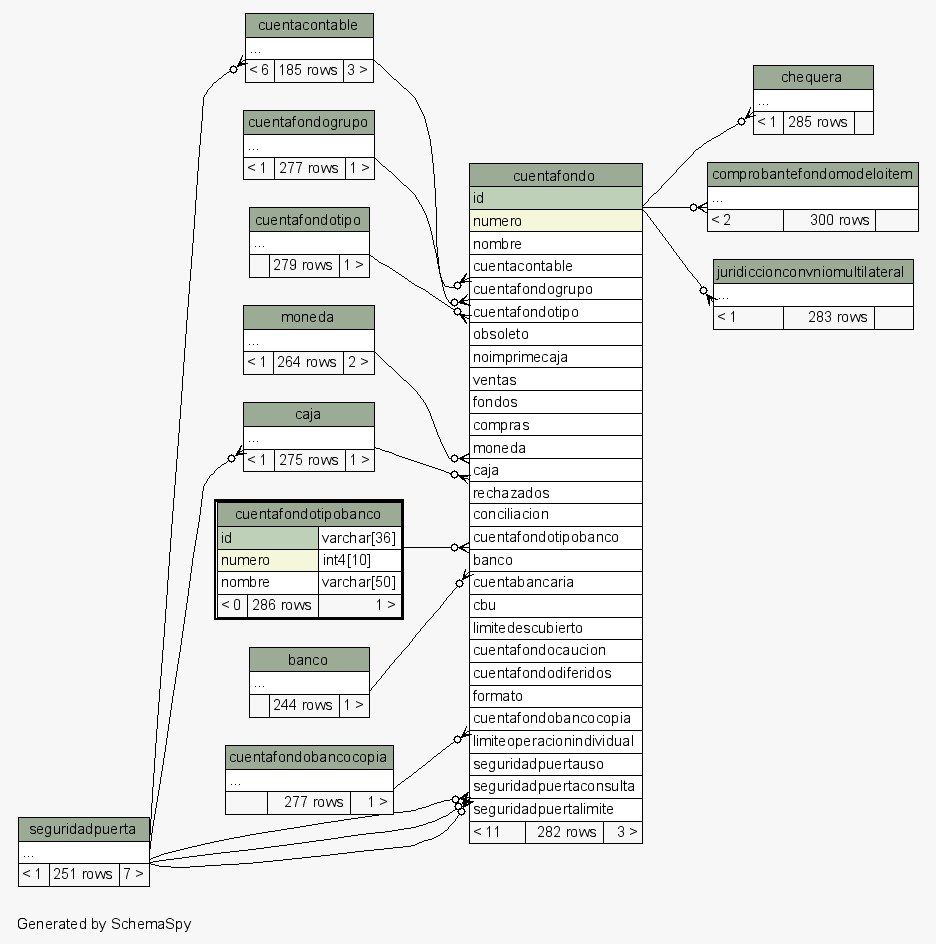 cuentacontable
...
< 6 185 rows 3 >
cuentafondogrupo
...
< 1 277 rows 1 >
cuentafondotipo
...
279 rows 1 >
moneda
...
< 1 264 rows 2 >
caja
...
< 1 275 rows 1 >
cuentafondotipobanco
id varchar[36]
numero int4[10]
nombre varchar[50]
< 0 286 rows 1 >
banco
...
244 rows 1 >
cuentafondobancocopia
...
277 rows 1 >
seguridadpuerta
...
< 1 251 rows 7 >
cuentafondo
id
numero
nombre
cuentacontable
cuentafondogrupo
cuentafondotipo
obsoleto
noimprimecaja
ventas
fondos
compras
moneda
caja
rechazados
conciliacion
cuentafondotipobanco
banco
cuentabancaria
cbu
limitedescubierto
cuentafondocaucion
cuentafondodiferidos
formato
cuentafondobancocopia
limiteoperacionindividual
seguridadpuertauso
seguridadpuertaconsulta
seguridadpuertalimite
< 11 282 rows 3 >
chequera
...
< 1 285 rows
comprobantefondomodeloitem
...
< 2 300 rows
juridiccionconvniomultilateral
...
< 1 283 rows
Generated by SchemaSpy